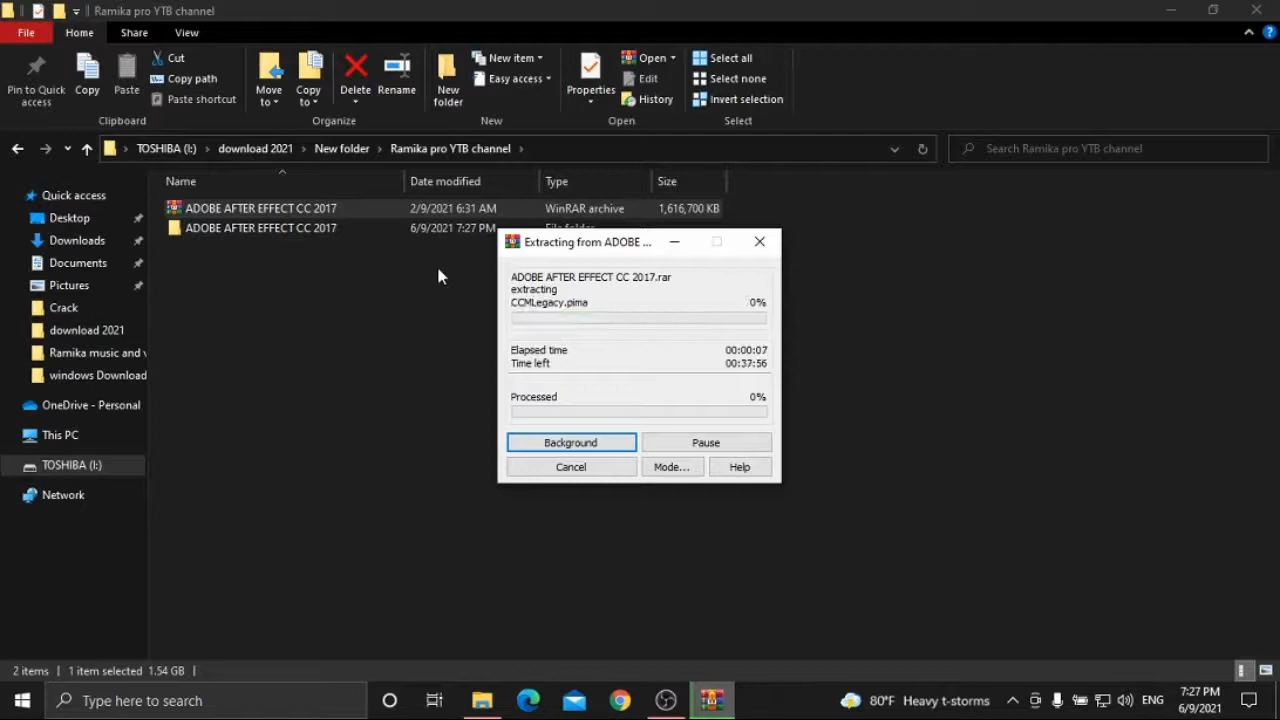 Ramika pro YTB channel
File Home Share View
Pin to Quick access
Copy
Paste
Cut
Copy path
Paste shortcut
Clipboard
Move to
Copy to
Delete
Rename
Organize
New folder
New item
Easy access
New
Properties
Open
Edit
History
Open
Select all
Select none
Invert selection
Select
TOSHIBA (I:) download 2021 New folder Ramika pro YTB channel
Search Ramika pro YTB channel
Name Date modified Type Size
ADOBE AFTER EFFECT CC 2017 2/9/2021 6:31 AM WinRAR archive 1,616,700 KB
ADOBE AFTER EFFECT CC 2017 6/9/2021 7:27 PM File folder
Quick access
Desktop
Downloads
Documents
Pictures
Crack
download 2021
Ramika music and v
windows Download
OneDrive - Personal
This PC
TOSHIBA (I:)
Network
Extracting from ADOBE ...
ADOBE AFTER EFFECT CC 2017.rar
extracting
CCMLegacy.pima 0%
Elapsed time 00:00:07
Time left 00:37:56
Processed 0%
Background Pause
Cancel Mode... Help
2 items 1 item selected 1.54 GB
Type here to search
80°F Heavy t-storms
ENG
7:27 PM
6/9/2021